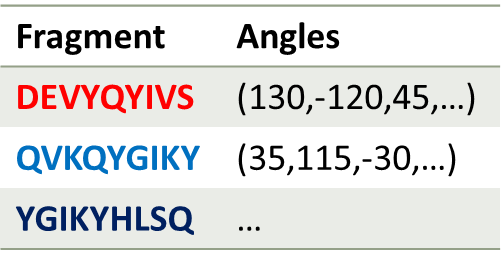 Fragment Angles
DEVYQYIVS (130,-120,45,…)
QVKQYGIKY (35,115,-30,…)
YGIKYHLSQ …